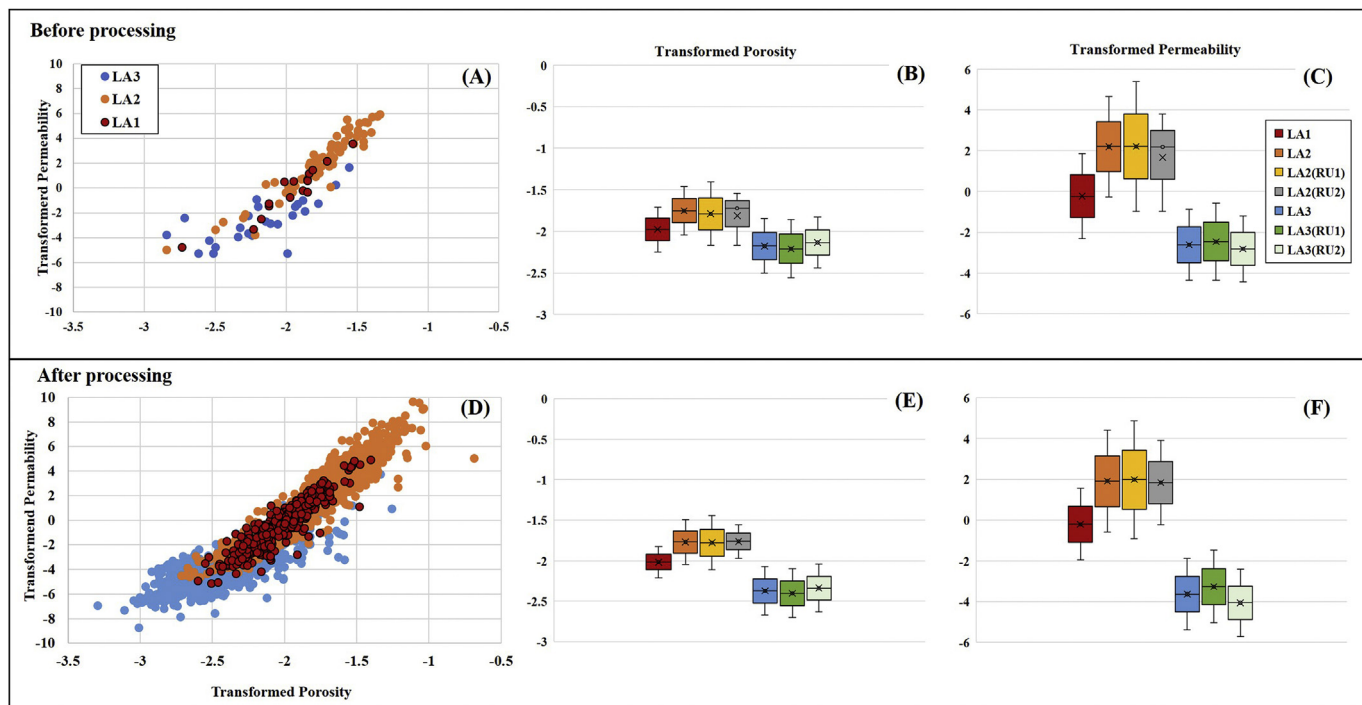 Before processing
(A)
LA3
LA2
LA1
Transformerd Permeability
10
8
6
4
2
0
-2
-4
-6
-8
-10
-3.5
-3
-2.5
-2
-1.5
-1
Transformed Porosity
(B)
0
-0.5
-1
-1.5
-2
-2.5
-3
Transformed Permeability
(C)
6
4
2
0
-2
-4
-6
LA1
LA2
LA2(RU1)
LA2(RU2)
LA3
LA3(RU1)
LA3(RU2)
After processing
(D)
Transformend Permability
10
8
6
4
2
0
-2
-4
-6
-8
-10
-3.5
-3
-2.5
-2
-1.5
-1
-0.5
Transformed Porosity
(E)
0
-0.5
-1
-1.5
-2
-2.5
-3
(F)
6
4
2
0
-2
-4
-6